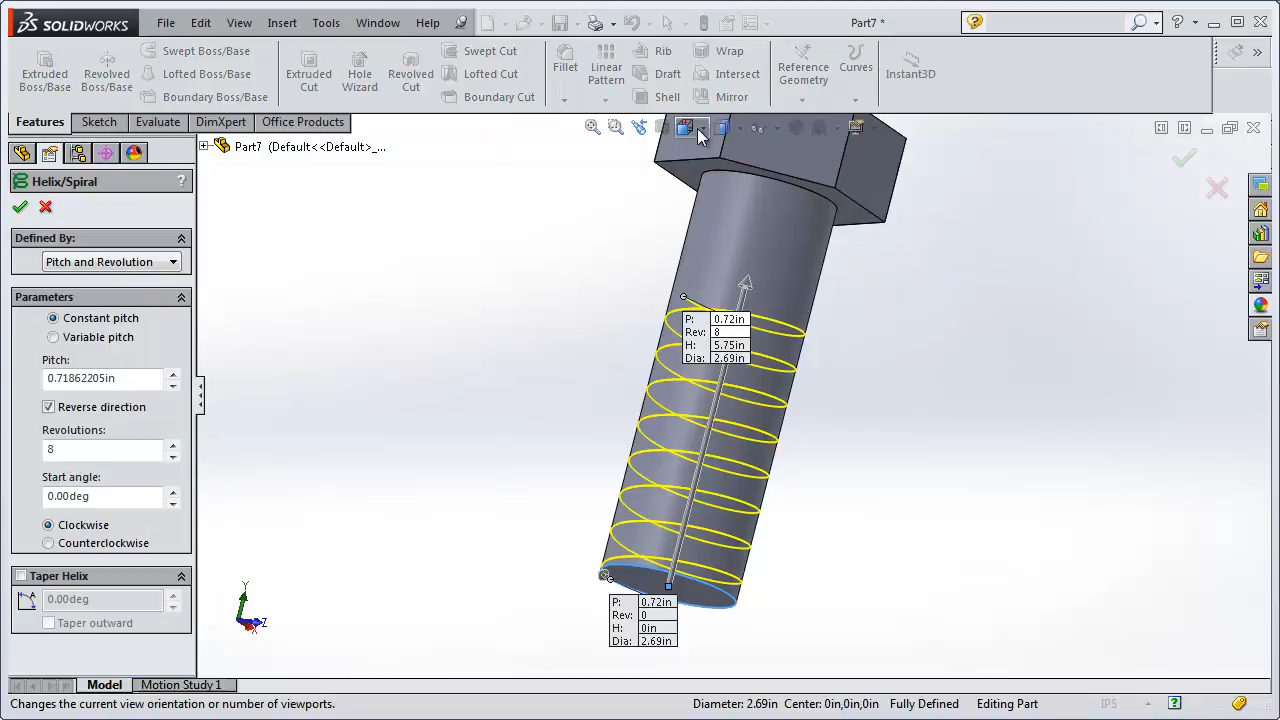 SOLIDWORKS File Edit View Insert Tools Window Help Part7 *
Extruded Boss/Base Revolved Boss/Base Swept Boss/Base Lofted Boss/Base Boundary Boss/Base Extruded Cut Hole Wizard Revolved Cut Swept Cut Lofted Cut Boundary Cut Fillet Linear Pattern Rib Draft Shell Wrap Intersect Mirror Reference Geometry Curves Instant3D
Features Sketch Evaluate DimXpert Office Products
Part7 (Default<<Default>_...
Helix/Spiral ?
Defined By:
Pitch and Revolution
Parameters
Constant pitch
Variable pitch
Pitch:
0.71862205in
Reverse direction
Revolutions:
8
Start angle:
0.00deg
Clockwise
Counterclockwise
Taper Helix
0.00deg
Taper outward
P: 0.72in
Rev: 8
H: 5.75in
Dia: 2.69in
P: 0.72in
Rev: 0
H: 0in
Dia: 2.69in
Y
Z
X
Model Motion Study 1
Changes the current view orientation or number of viewports. Diameter: 2.69in Center: 0in,0in,0in Fully Defined Editing Part IPS ?